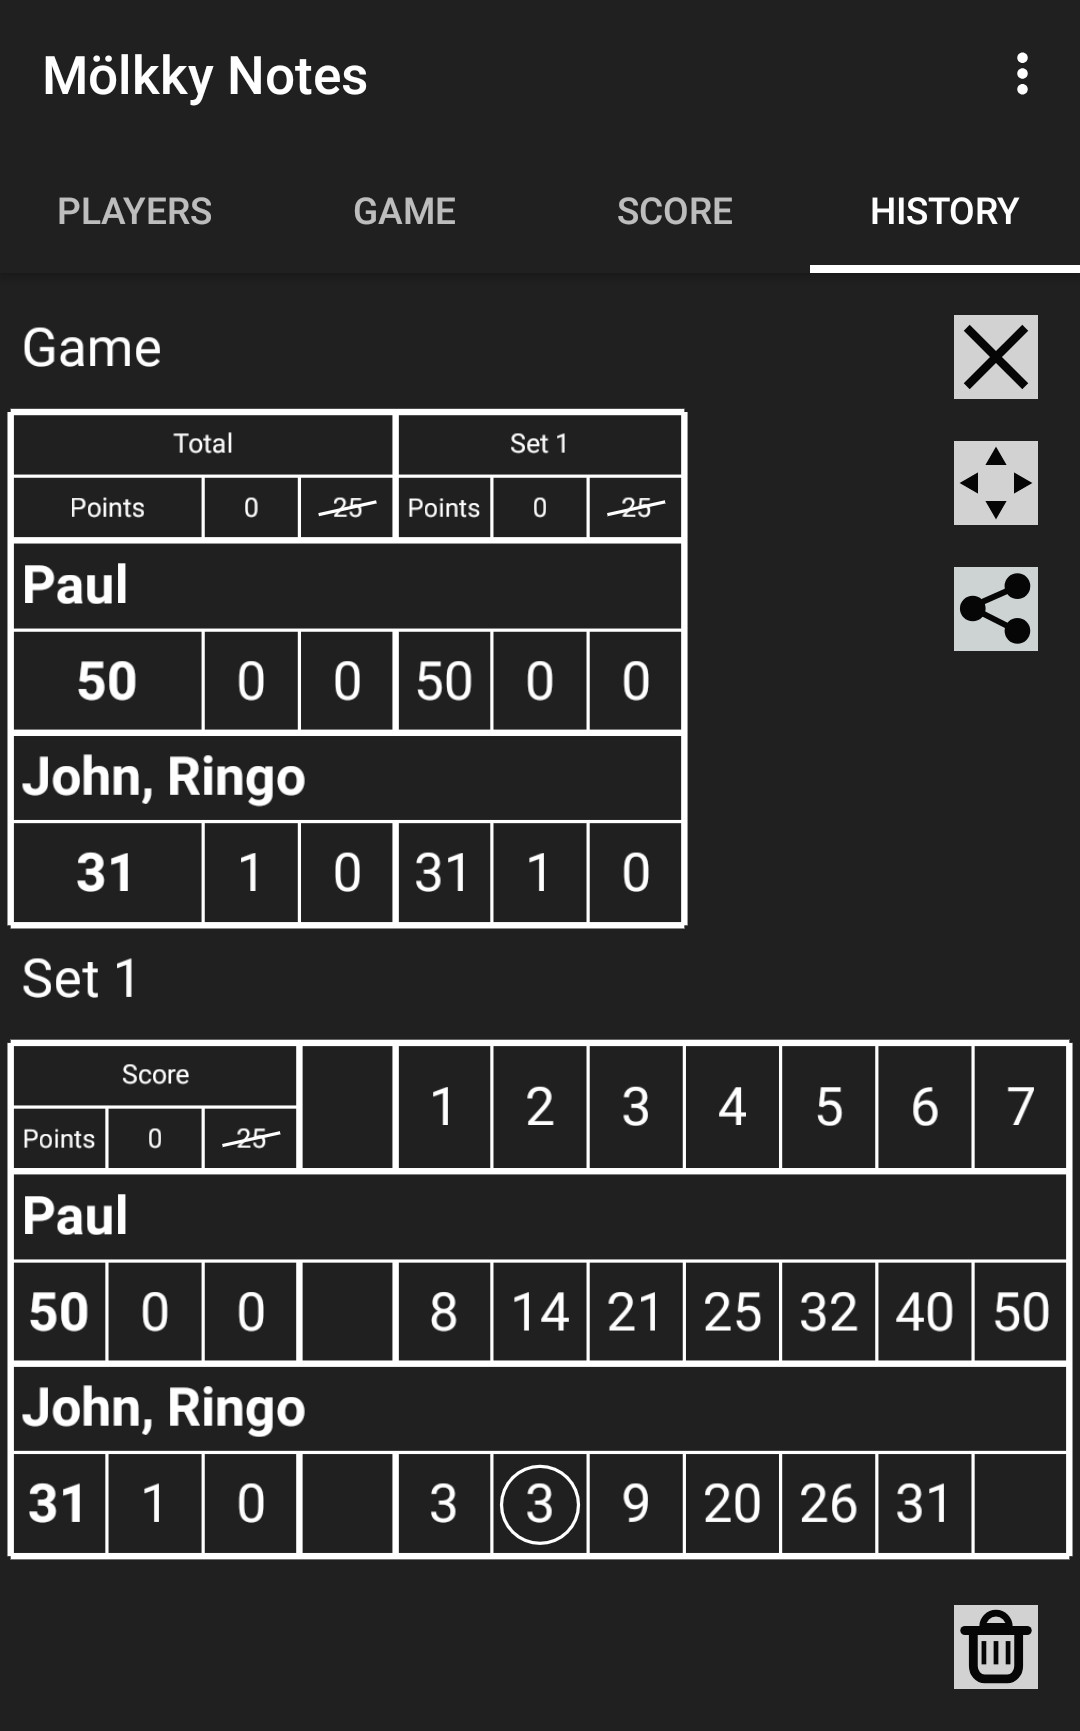 Mölkky Notes
PLAYERS GAME SCORE HISTORY
Game
Total Set 1
Points 0 25 Points 0 25
Paul
50 0 0 50 0 0
John, Ringo
31 1 0 31 1 0
Set 1
Score 1 2 3 4 5 6 7
Points 0 25
Paul
50 0 0 8 14 21 25 32 40 50
John, Ringo
31 1 0 3 3 9 20 26 31